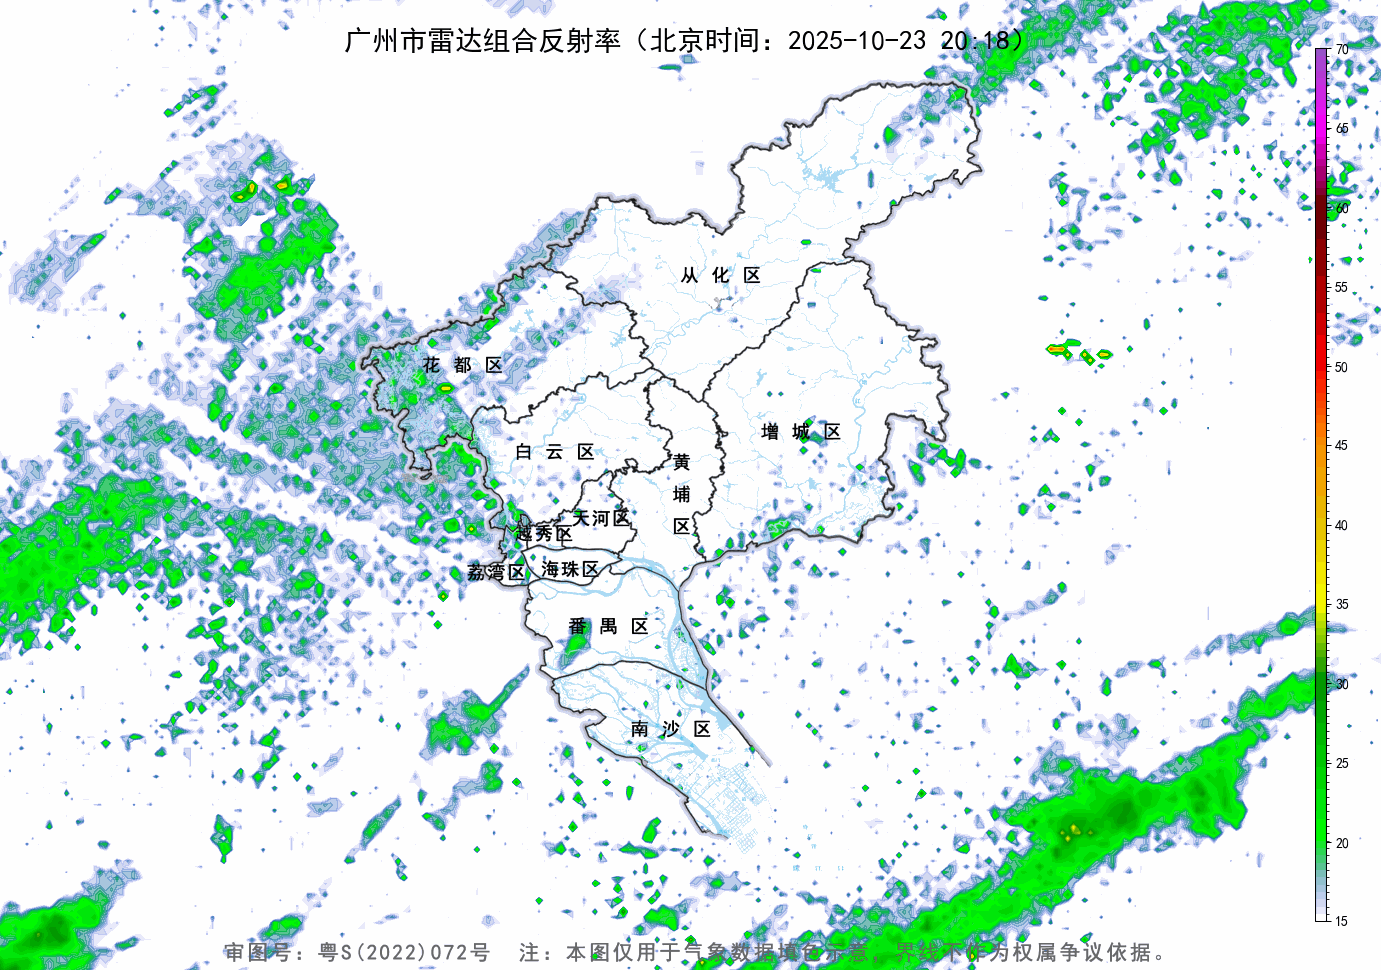 广州市雷达组合反射率（北京时间：2025-10-23 20:18）
70
65
60
55
50
45
40
35
30
25
20
15
从化区
花都区
增城区
白云区
黄埔区
天河区
越秀区
荔湾区
海珠区
番禺区
南沙区
审图号：粤S(2022)072号 注：本图仅用于气象数据填色示意，界线不作为权属争议依据。